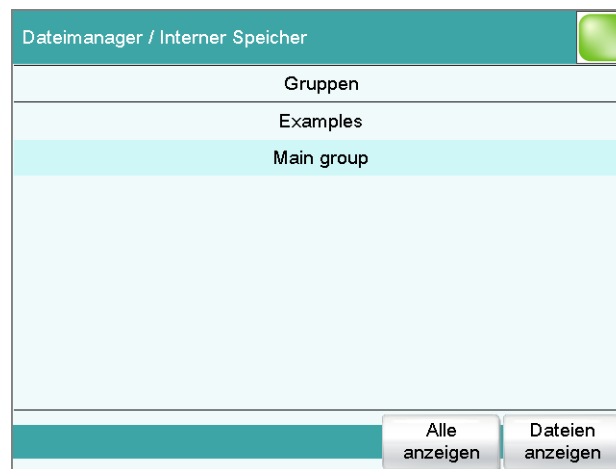 Dateimanager / Interner Speicher
Gruppen
Examples
Main group
Alle
anzeigen
Dateien
anzeigen